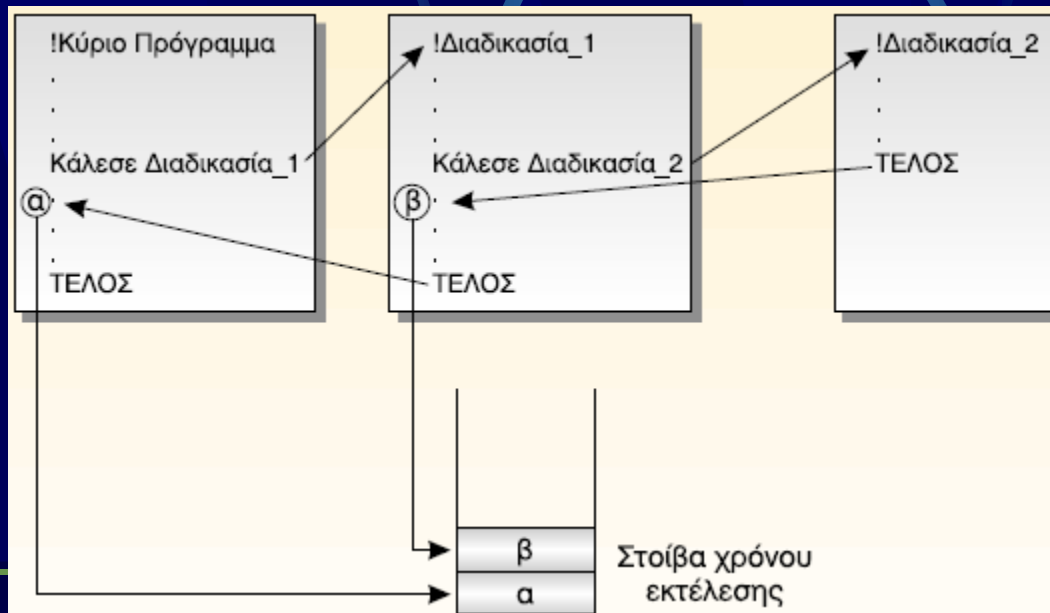 !Κύριο Πρόγραμμα
.
.
.
Κάλεσε Διαδικασία_1
α .
.
.
ΤΕΛΟΣ
!Διαδικασία_1
.
.
.
Κάλεσε Διαδικασία_2
β .
.
.
ΤΕΛΟΣ
!Διαδικασία_2
.
.
.
ΤΕΛΟΣ
β
α
Στοίβα χρόνου
εκτέλεσης